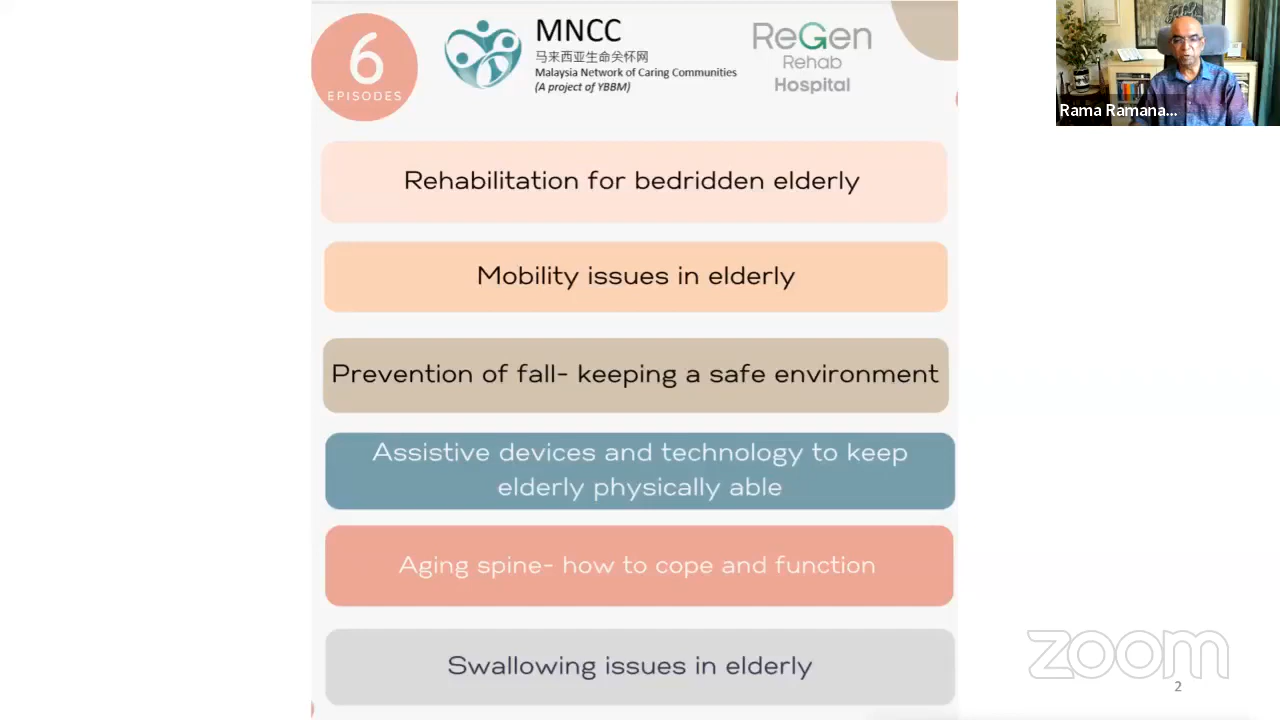 6
EPISODES
MNCC
马来西亚生命关怀网
Malaysia Network of Caring Communities
(A project of YBBM)
ReGen
Rehab
Hospital
Rama Ramana...
Rehabilitation for bedridden elderly
Mobility issues in elderly
Prevention of fall- keeping a safe environment
Assistive devices and technology to keep
elderly physically able
Aging spine- how to cope and function
Swallowing issues in elderly
zoom
2